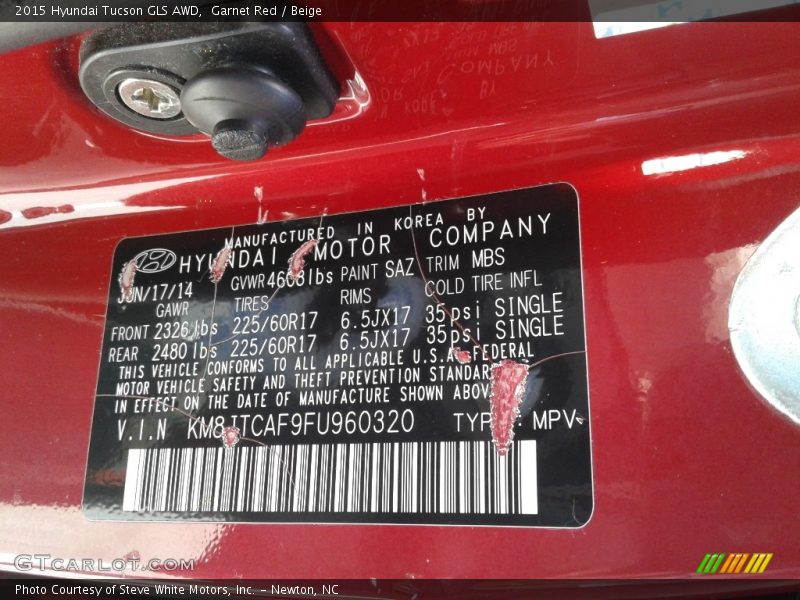 2015 Hyundai Tucson GLS AWD, Garnet Red / Beige
MANUFACTURED IN KOREA BY
HYUNDAI MOTOR COMPANY
JUN/17/14 GVWR 4608lbs PAINT SAZ TRIM MBS
GAWR TIRES RIMS COLD TIRE INFL
FRONT 2326lbs 225/60R17 6.5JX17 35psi SINGLE
REAR 2480lbs 225/60R17 6.5JX17 35psi SINGLE
THIS VEHICLE CONFORMS TO ALL APPLICABLE U.S.A. FEDERAL
MOTOR VEHICLE SAFETY AND THEFT PREVENTION STANDARDS
IN EFFECT ON THE DATE OF MANUFACTURE SHOWN ABOVE
V.I.N KM8JTCAF9FU960320 TYPE: MPV
GTCARLOT.COM
Photo Courtesy of Steve White Motors, Inc. – Newton, NC